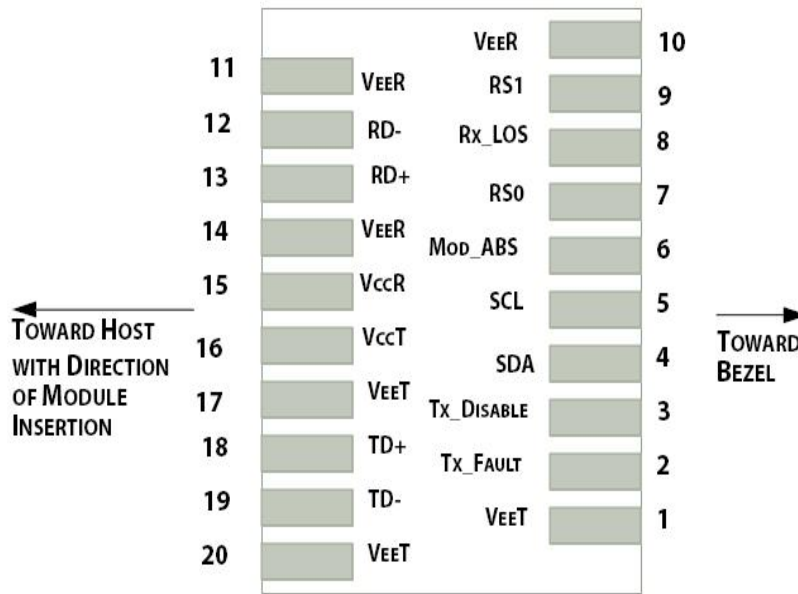 11 VEER
12 RD-
13 RD+
14 VEER
15 VccR
16 VccT
17 VEET
18 TD+
19 TD-
20 VEET
VEER 10
RS1 9
Rx_LOS 8
RS0 7
MOD_ABS 6
SCL 5
SDA 4
TX_DISABLE 3
TX_FAULT 2
VEET 1
TOWARD HOST
WITH DIRECTION
OF MODULE
INSERTION
TOWARD
BEZEL